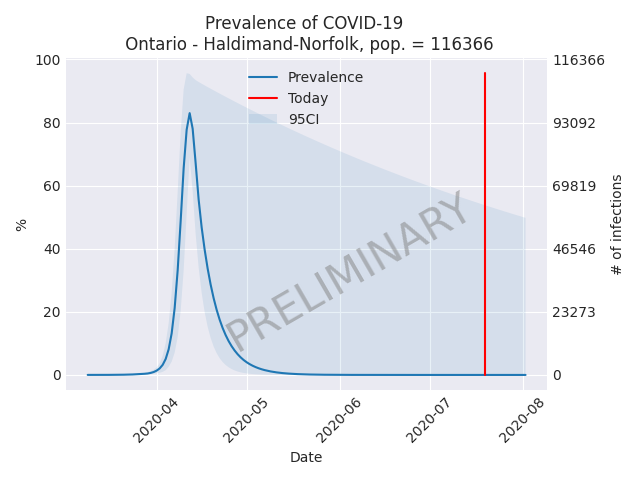 Prevalence of COVID-19
Ontario - Haldimand-Norfolk, pop. = 116366
100
80
60
40
20
0
%
116366
93092
69819
46546
23273
0
# of infections
Prevalence
Today
95CI
PRELIMINARY
2020-04
2020-05
2020-06
2020-07
2020-08
Date